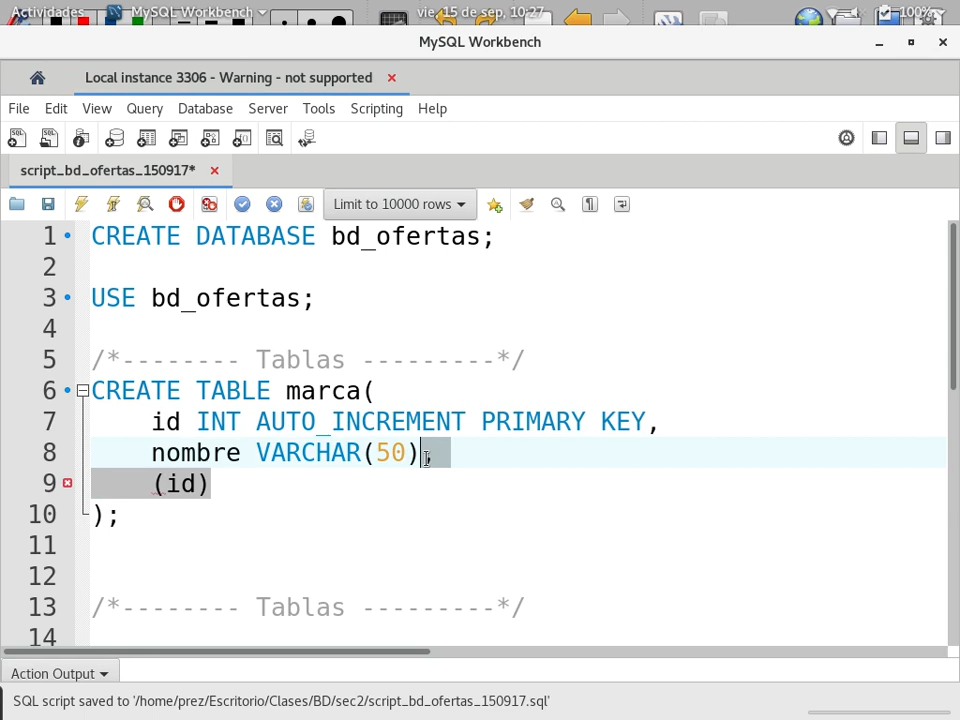 Actividades MySQL Workbench vie, 15 de sep, 10:27 100%
MySQL Workbench
Local instance 3306 - Warning - not supported
File Edit View Query Database Server Tools Scripting Help
script_bd_ofertas_150917*
Limit to 10000 rows
1 CREATE DATABASE bd_ofertas;
2
3 USE bd_ofertas;
4
5 /*-------- Tablas ---------*/
6 CREATE TABLE marca(
7 id INT AUTO_INCREMENT PRIMARY KEY,
8 nombre VARCHAR(50),
9 (id)
10 );
11
12
13 /*-------- Tablas ---------*/
14
Action Output
SQL script saved to '/home/prez/Escritorio/Clases/BD/sec2/script_bd_ofertas_150917.sql'